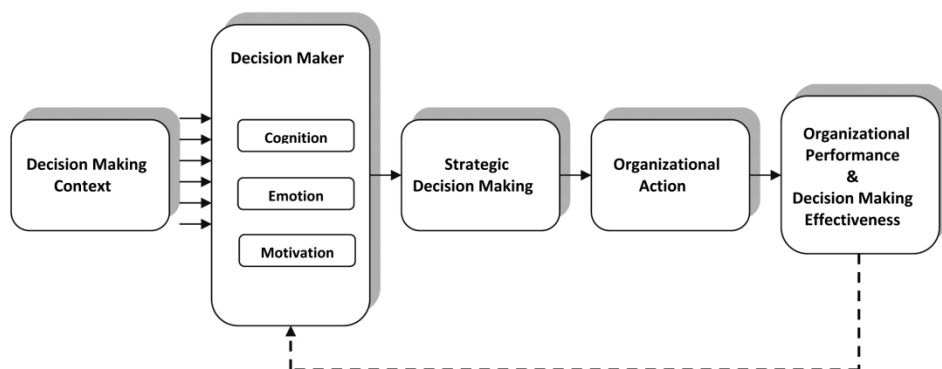 Decision Making
Context
Decision Maker
Cognition
Emotion
Motivation
Strategic
Decision Making
Organizational
Action
Organizational
Performance
&
Decision Making
Effectiveness